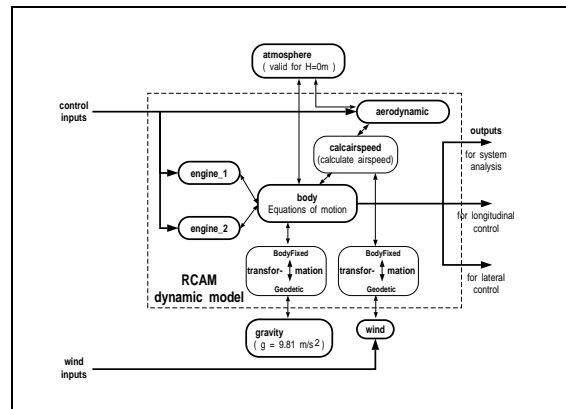 atmosphere
( valid for H=0m )
control
inputs
aerodynamic
outputs
for system
analysis
calcairspeed
(calculate airspeed)
engine_1
body
Equations of motion
engine_2
for longitudinal
control
BodyFixed
transfor- mation
Geodetic
BodyFixed
transfor- mation
Geodetic
for lateral
control
RCAM
dynamic model
gravity
( g = 9.81 m/s2 )
wind
wind
inputs